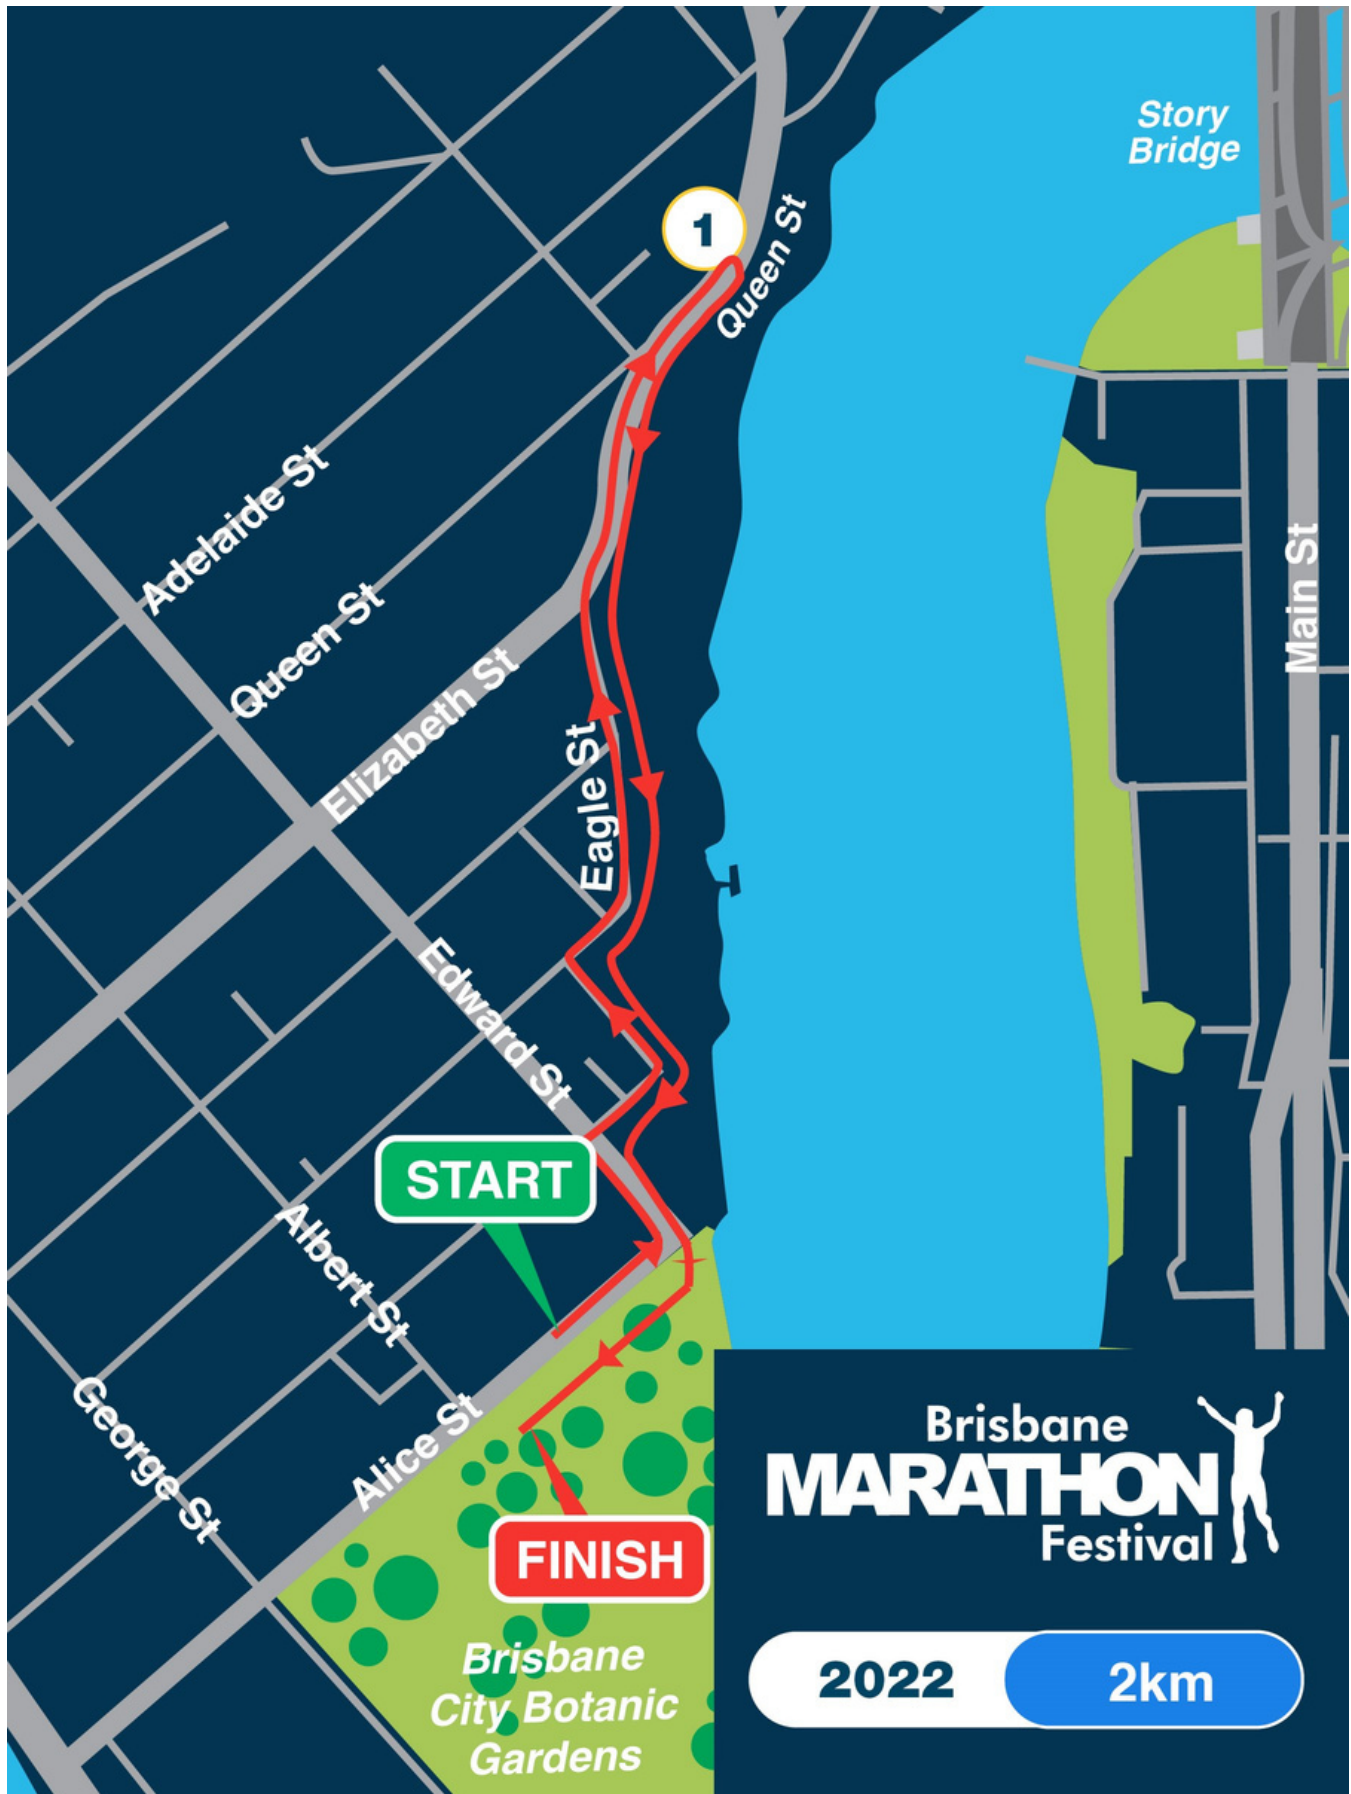 Story
Bridge
1
Queen St
Adelaide St
Queen St
Elizabeth St
Main St
Eagle St
Edward St
START
Albert St
George St
Alice St
FINISH
Brisbane
City Botanic
Gardens
Brisbane
MARATHON
Festival
2022
2km